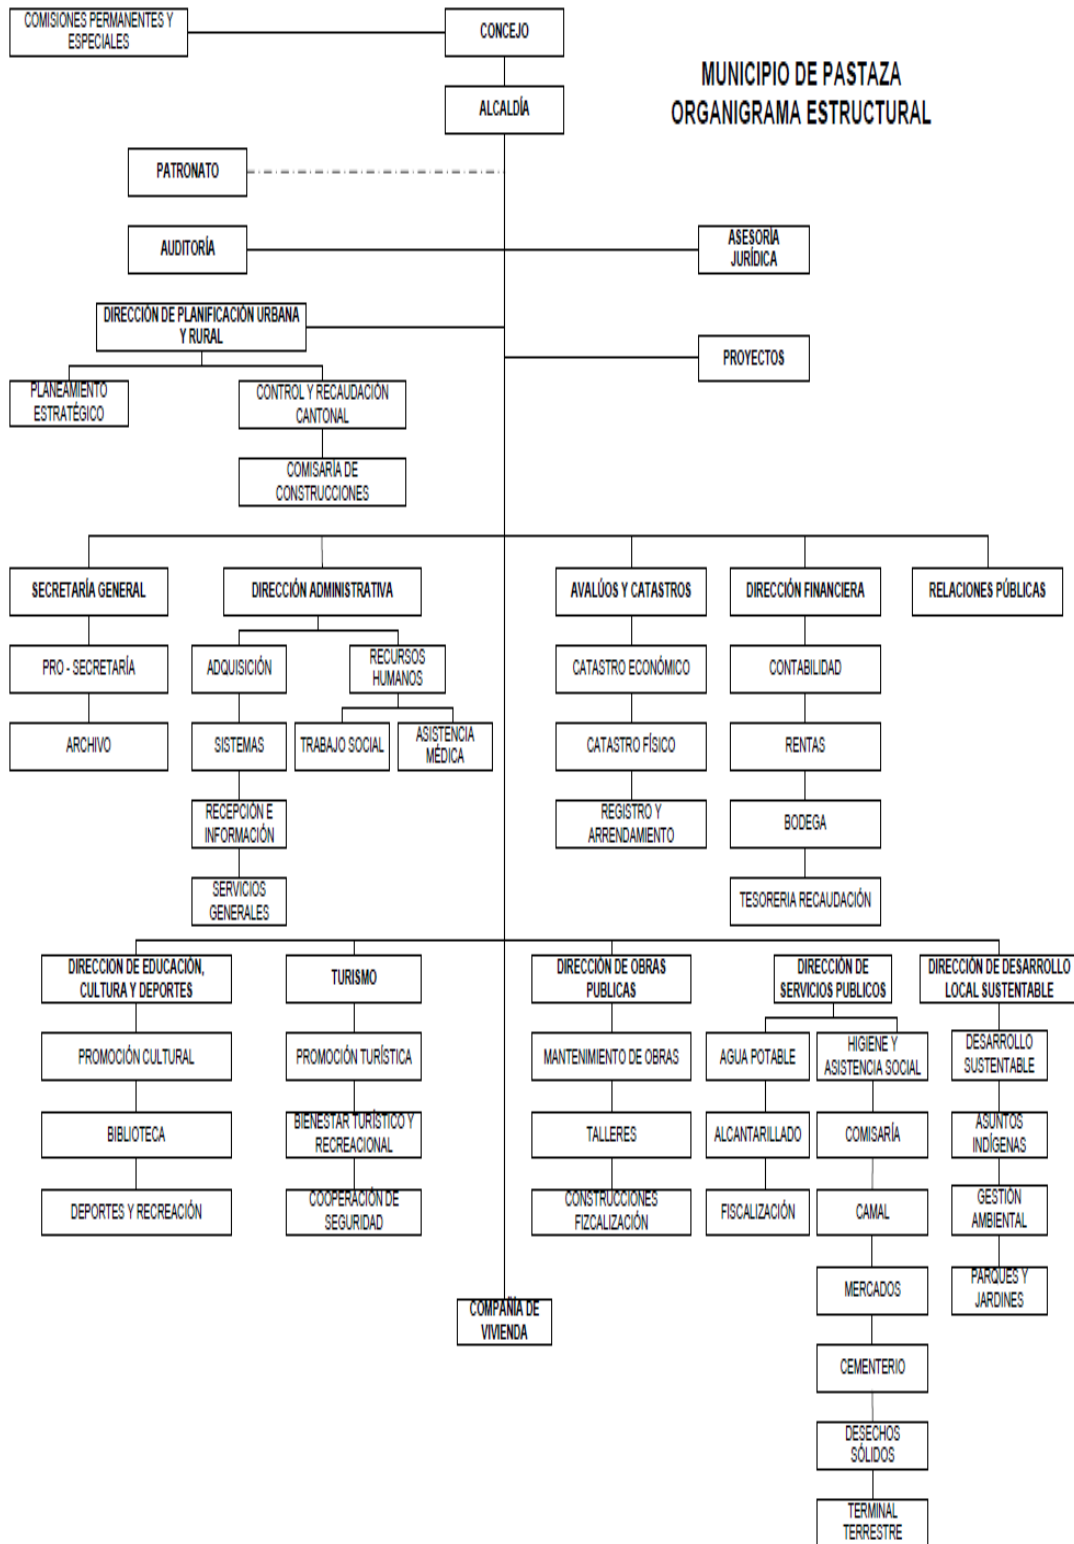 COMISIONES PERMANENTES Y
ESPECIALES
CONCEJO
MUNICIPIO DE PASTAZA
ORGANIGRAMA ESTRUCTURAL
ALCALDÍA
PATRONATO
AUDITORÍA
ASESORÍA
JURÍDICA
DIRECCIÓN DE PLANIFICACIÓN URBANA
Y RURAL
PROYECTOS
PLANEAMIENTO
ESTRATÉGICO
CONTROL Y RECAUDACIÓN
CANTONAL
COMISARÍA DE
CONSTRUCCIONES
SECRETARÍA GENERAL
DIRECCIÓN ADMINISTRATIVA
AVALÚOS Y CATASTROS
DIRECCIÓN FINANCIERA
RELACIONES PÚBLICAS
PRO - SECRETARÍA
ADQUISICIÓN
RECURSOS
HUMANOS
CATASTRO ECONÓMICO
CONTABILIDAD
ARCHIVO
SISTEMAS
TRABAJO SOCIAL
ASISTENCIA
MÉDICA
CATASTRO FÍSICO
RENTAS
RECEPCIÓN E
INFORMACIÓN
REGISTRO Y
ARRENDAMIENTO
BODEGA
SERVICIOS
GENERALES
TESORERIA RECAUDACIÓN
DIRECCION DE EDUCACIÓN,
CULTURA Y DEPORTES
TURISMO
DIRECCIÓN DE OBRAS
PUBLICAS
DIRECCIÓN DE
SERVICIOS PUBLICOS
DIRECCIÓN DE DESARROLLO
LOCAL SUSTENTABLE
PROMOCIÓN CULTURAL
PROMOCIÓN TURÍSTICA
MANTENIMIENTO DE OBRAS
AGUA POTABLE
HIGIENE Y
ASISTENCIA SOCIAL
DESARROLLO
SUSTENTABLE
BIBLIOTECA
BIENESTAR TURÍSTICO Y
RECREACIONAL
TALLERES
ALCANTARILLADO
COMISARÍA
ASUNTOS
INDÍGENAS
DEPORTES Y RECREACIÓN
COOPERACIÓN DE
SEGURIDAD
CONSTRUCCIONES
FIZCALIZACIÓN
FISCALIZACIÓN
CAMAL
GESTIÓN
AMBIENTAL
COMPAÑÍA DE
VIVIENDA
MERCADOS
PARQUES Y
JARDINES
CEMENTERIO
DESECHOS
SÓLIDOS
TERMINAL
TERRESTRE